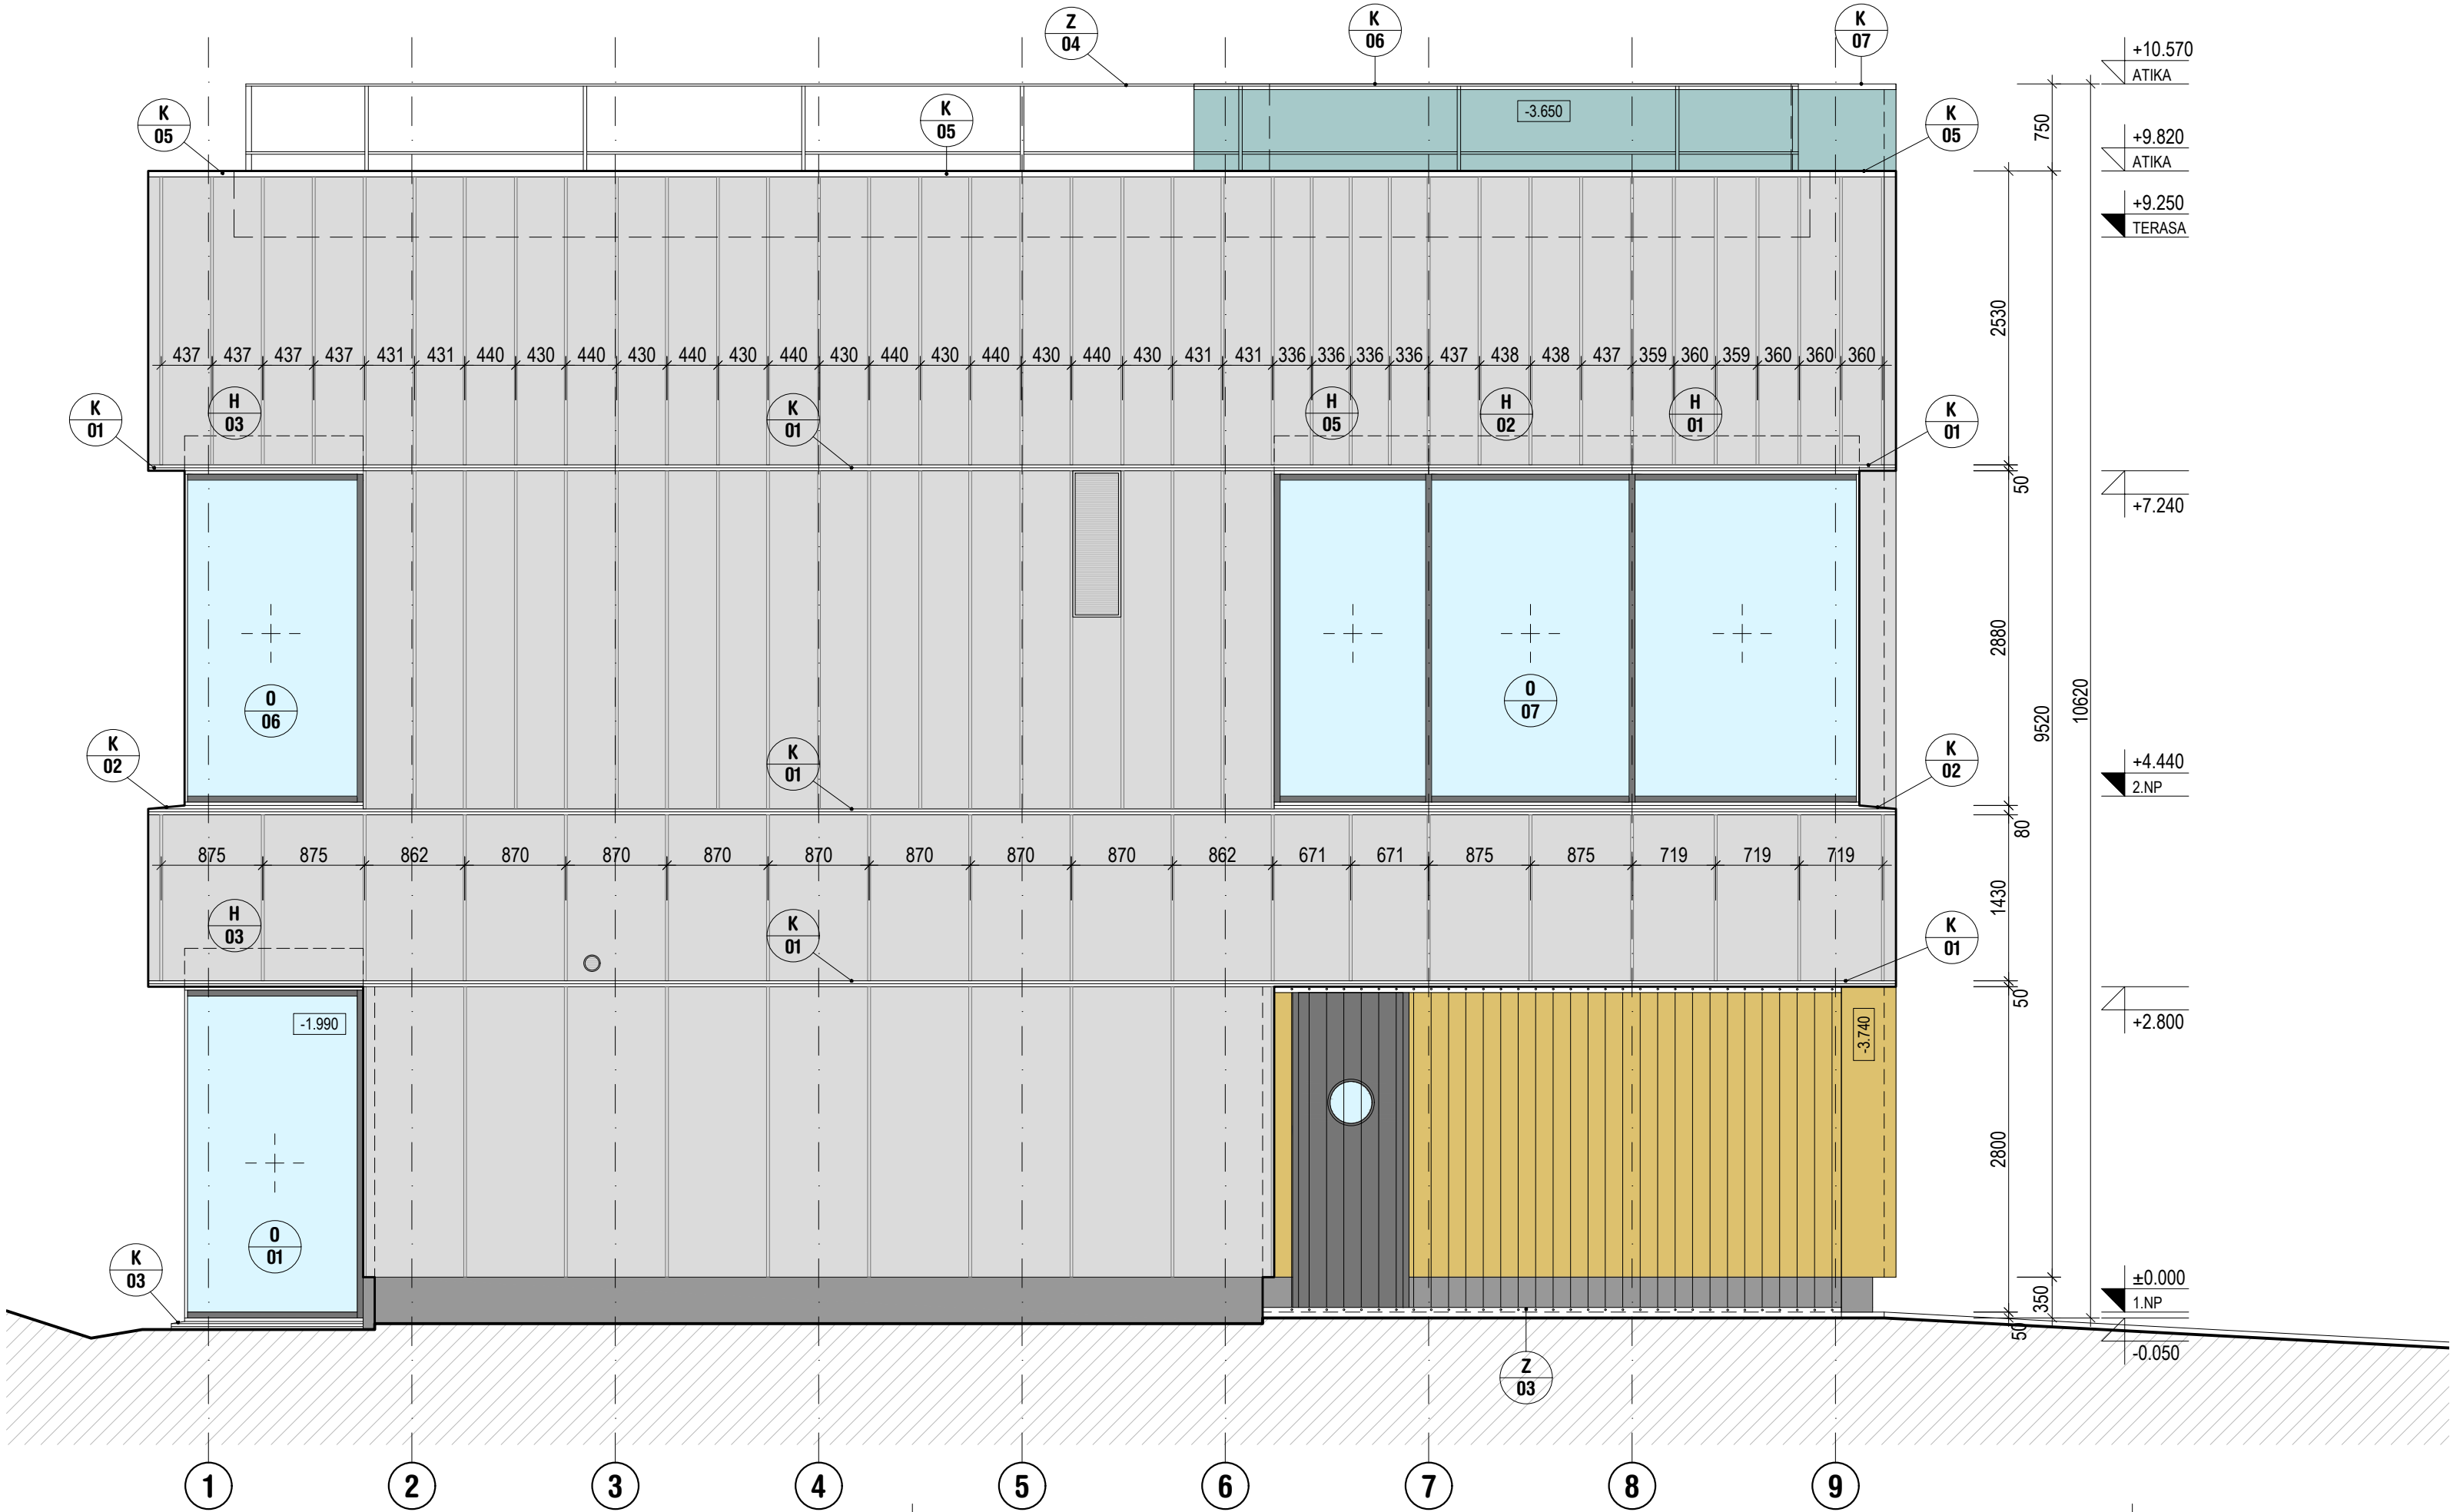 Z
04
K
06
K
07
+10.570
ATIKA
K
05
K
05
-3.650
K
05
750
+9.820
ATIKA
+9.250
TERASA
2530
437 437 437 437 431 431 440 430 440 430 440 430 440 430 440 430 440 430 440 430 431 431 336 336 336 336 437 438 438 437 359 360 359 360 360 360
K
01
H
03
K
01
H
05
H
02
H
01
K
01
50
+7.240
2880
O
06
O
07
9520
10620
K
02
K
01
K
02
+4.440
2.NP
80
875 875 862 870 870 870 870 870 870 870 862 671 671 875 875 719 719 719
1430
H
03
K
01
K
01
50
+2.800
-1.990
-3.740
2800
O
01
K
03
±0.000
1.NP
350
50
-0.050
Z
03
1 2 3 4 5 6 7 8 9